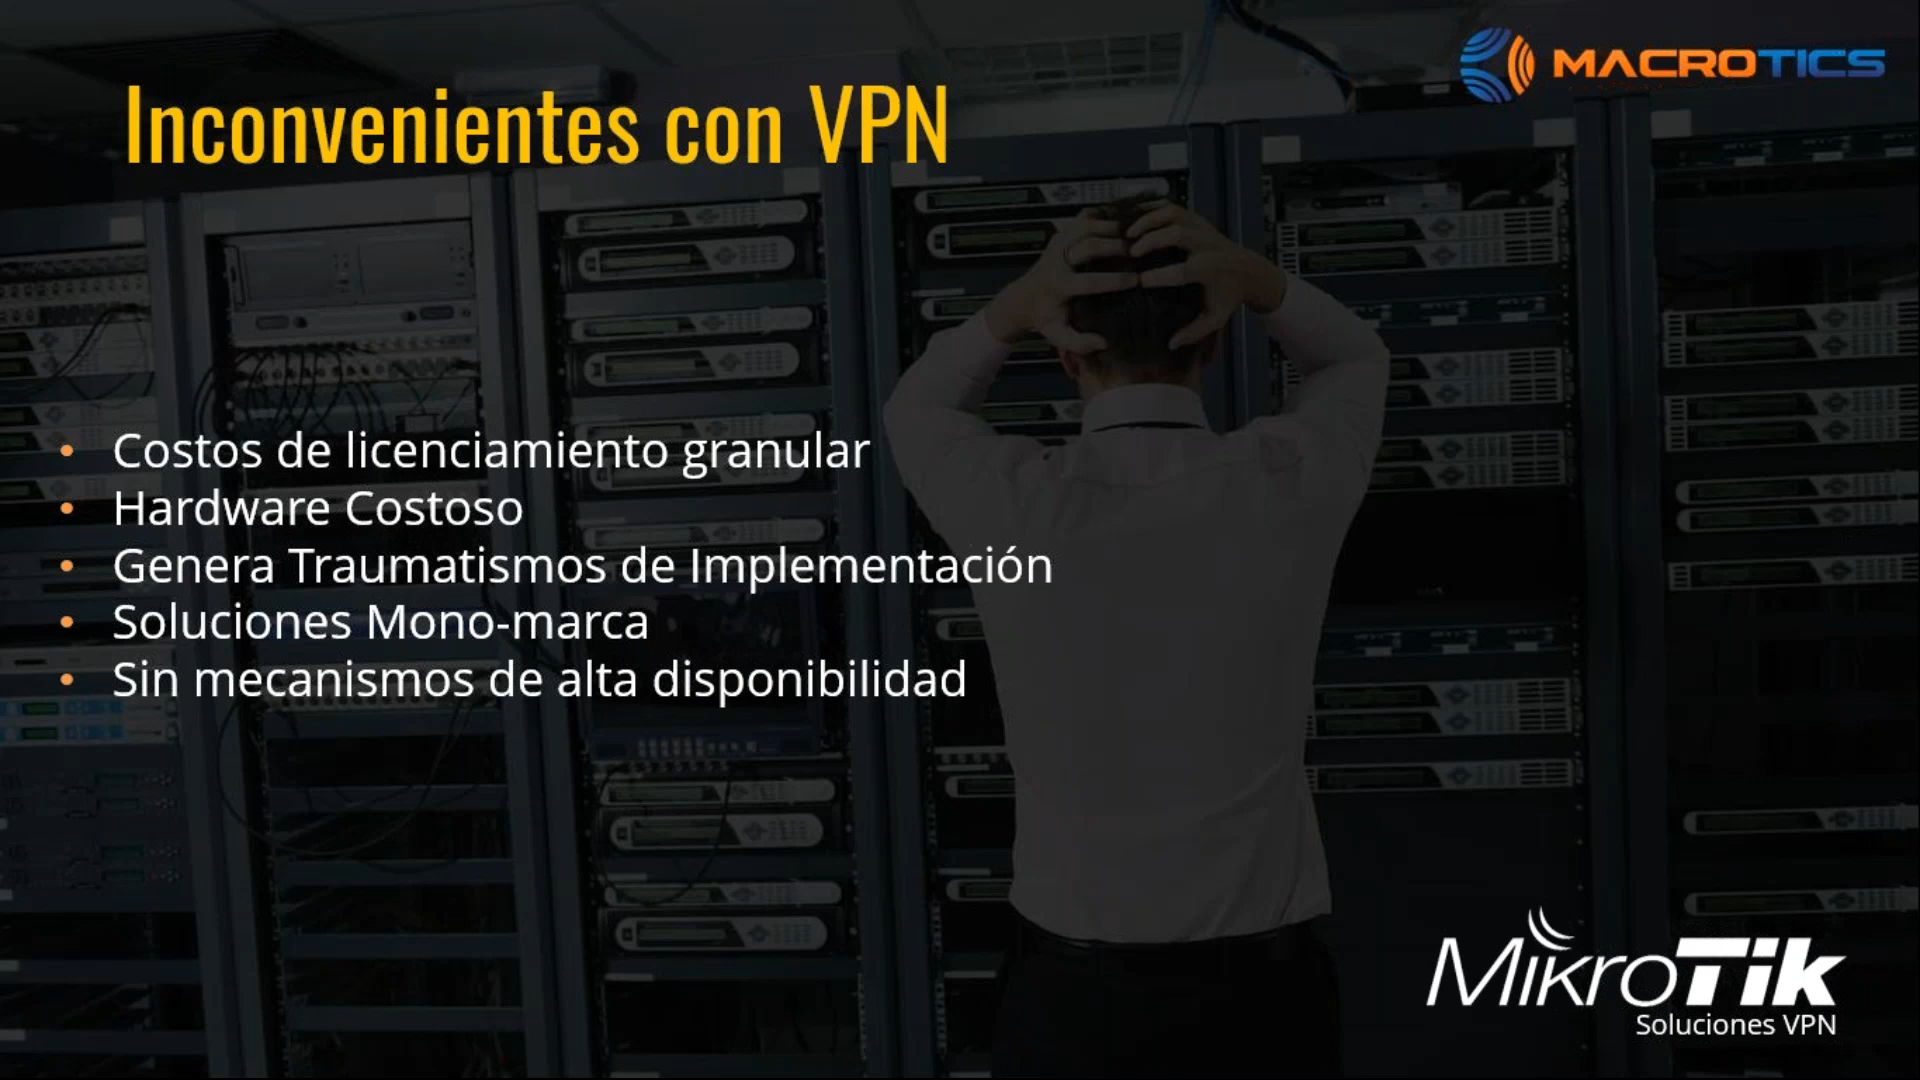 MACROTICS
Inconvenientes con VPN
• Costos de licenciamiento granular
• Hardware Costoso
• Genera Traumatismos de Implementación
• Soluciones Mono-marca
• Sin mecanismos de alta disponibilidad
MikroTik
Soluciones VPN